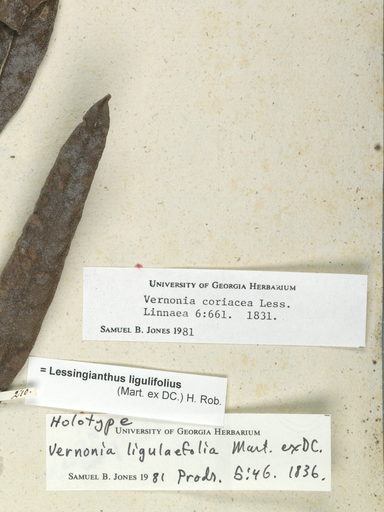 UNIVERSITY OF GEORGIA HERBARIUM
Vernonia coriacea Less.
Linnaea 6:661. 1831.
SAMUEL B. JONES 1981
= Lessingianthus ligulifolius
(Mart. ex DC.) H. Rob.
210.
Holotype
UNIVERSITY OF GEORGIA HERBARIUM
Vernonia ligulaefolia Mart. ex DC.
SAMUEL B. JONES 1981 Prodr. 5:46. 1836.